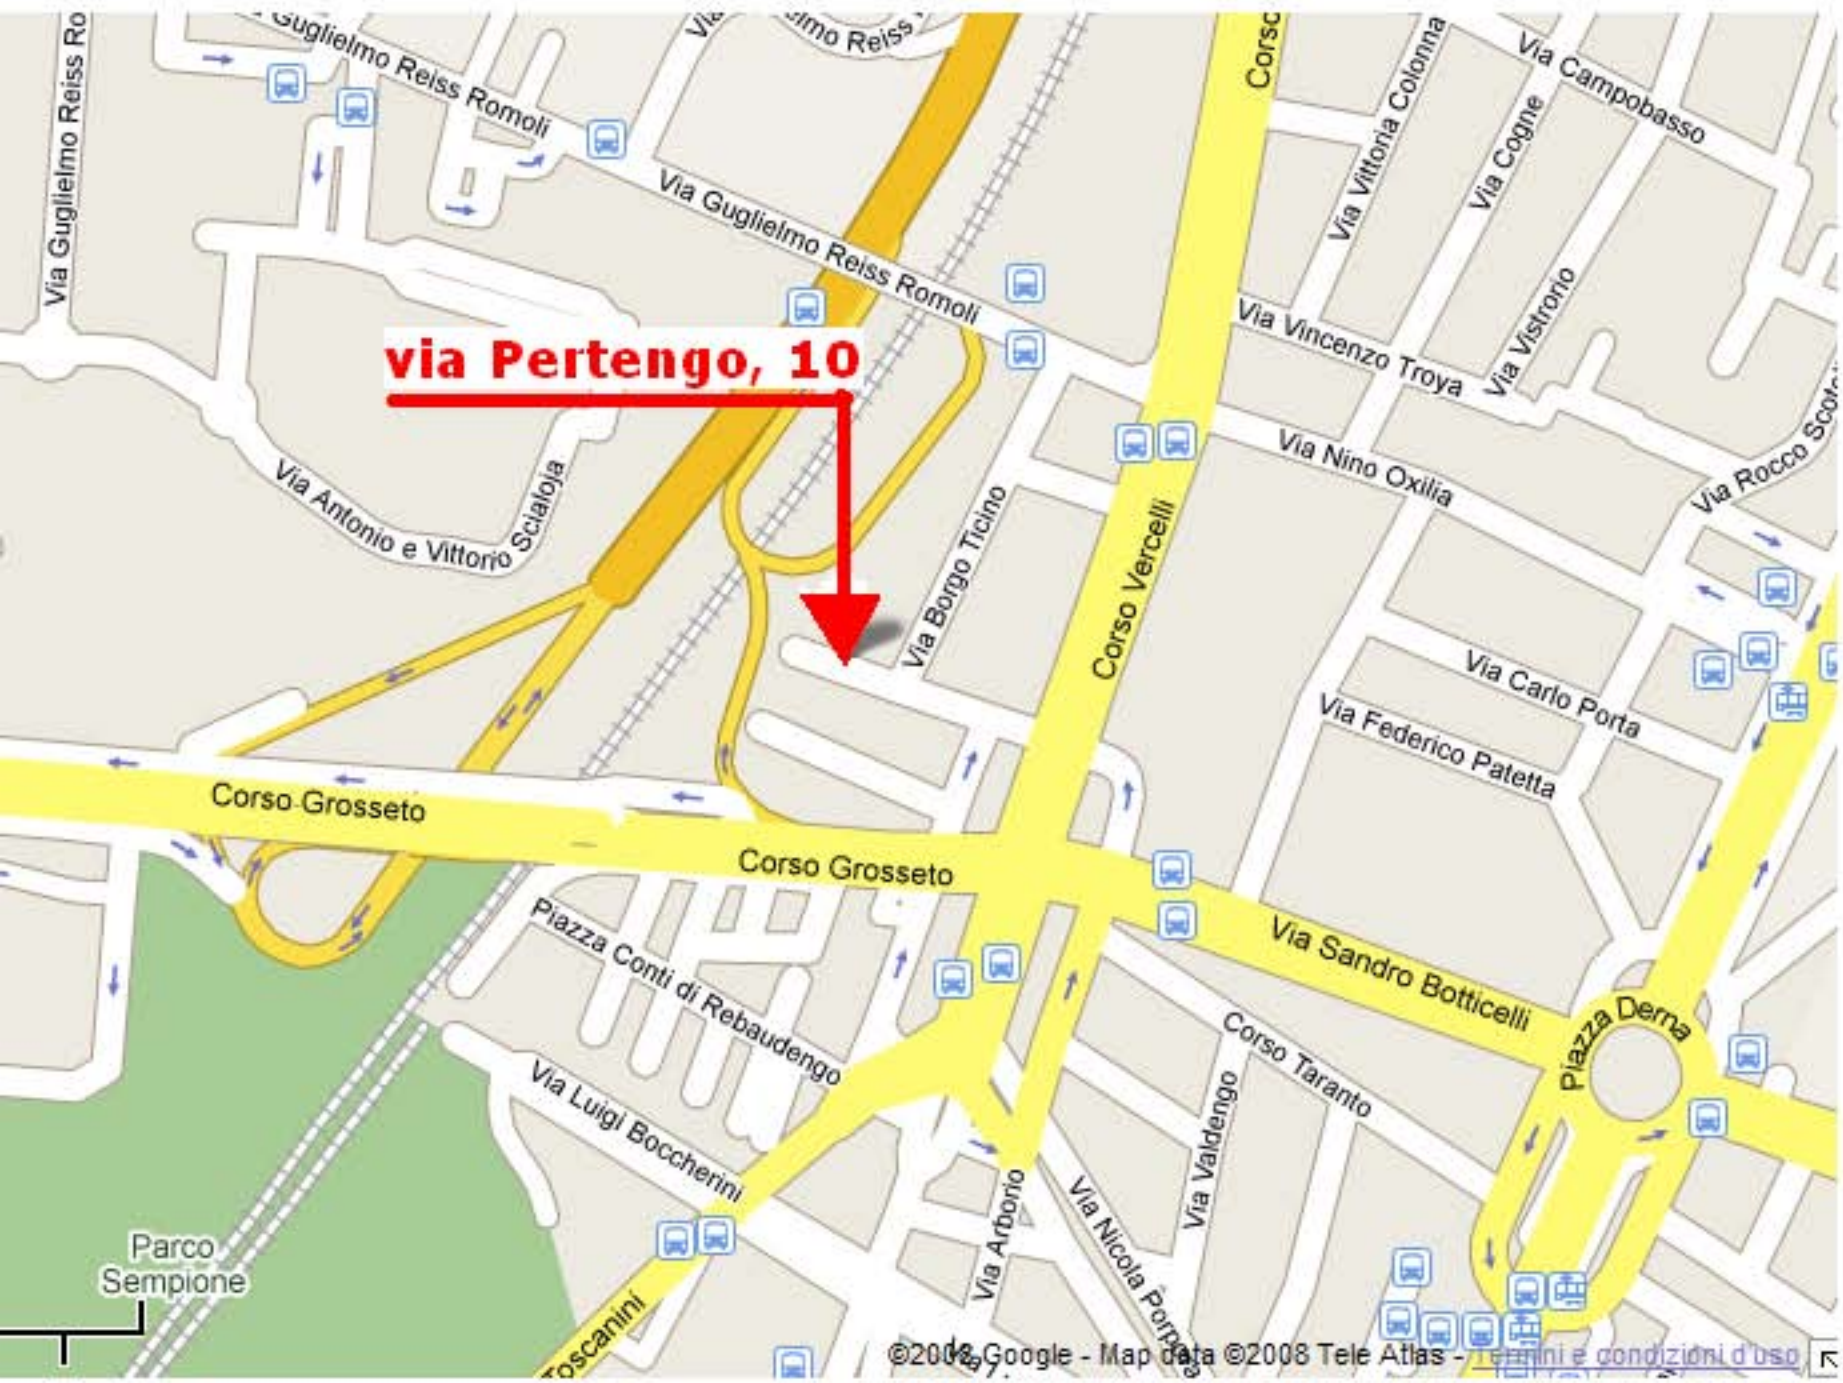 Via Guglielmo Reiss Ro
Guglielmo Reiss Romoli
Via
elmo Reiss
Corso
Via Vittoria Colonna
Via Campobasso
Via Cogne
Via Guglielmo Reiss Romoli
Via Vincenzo Troya
Via Vistrorio
via Pertengo, 10
Via Nino Oxilia
Via Rocco Scot
Via Antonio e Vittorio Scialoja
Via Borgo Ticino
Corso Vercelli
Via Carlo Porta
Via Federico Patetta
Corso Grosseto
Corso Grosseto
Piazza Conti di Rebaudengo
Via Sandro Botticelli
Piazza Derna
Corso Taranto
Via Luigi Boccherini
Via Valdengo
Via Arborio
Via Nicola Porpora
Parco
Sempione
Toscanini
©2008 Google - Map data ©2008 Tele Atlas - Termini e condizioni d'uso